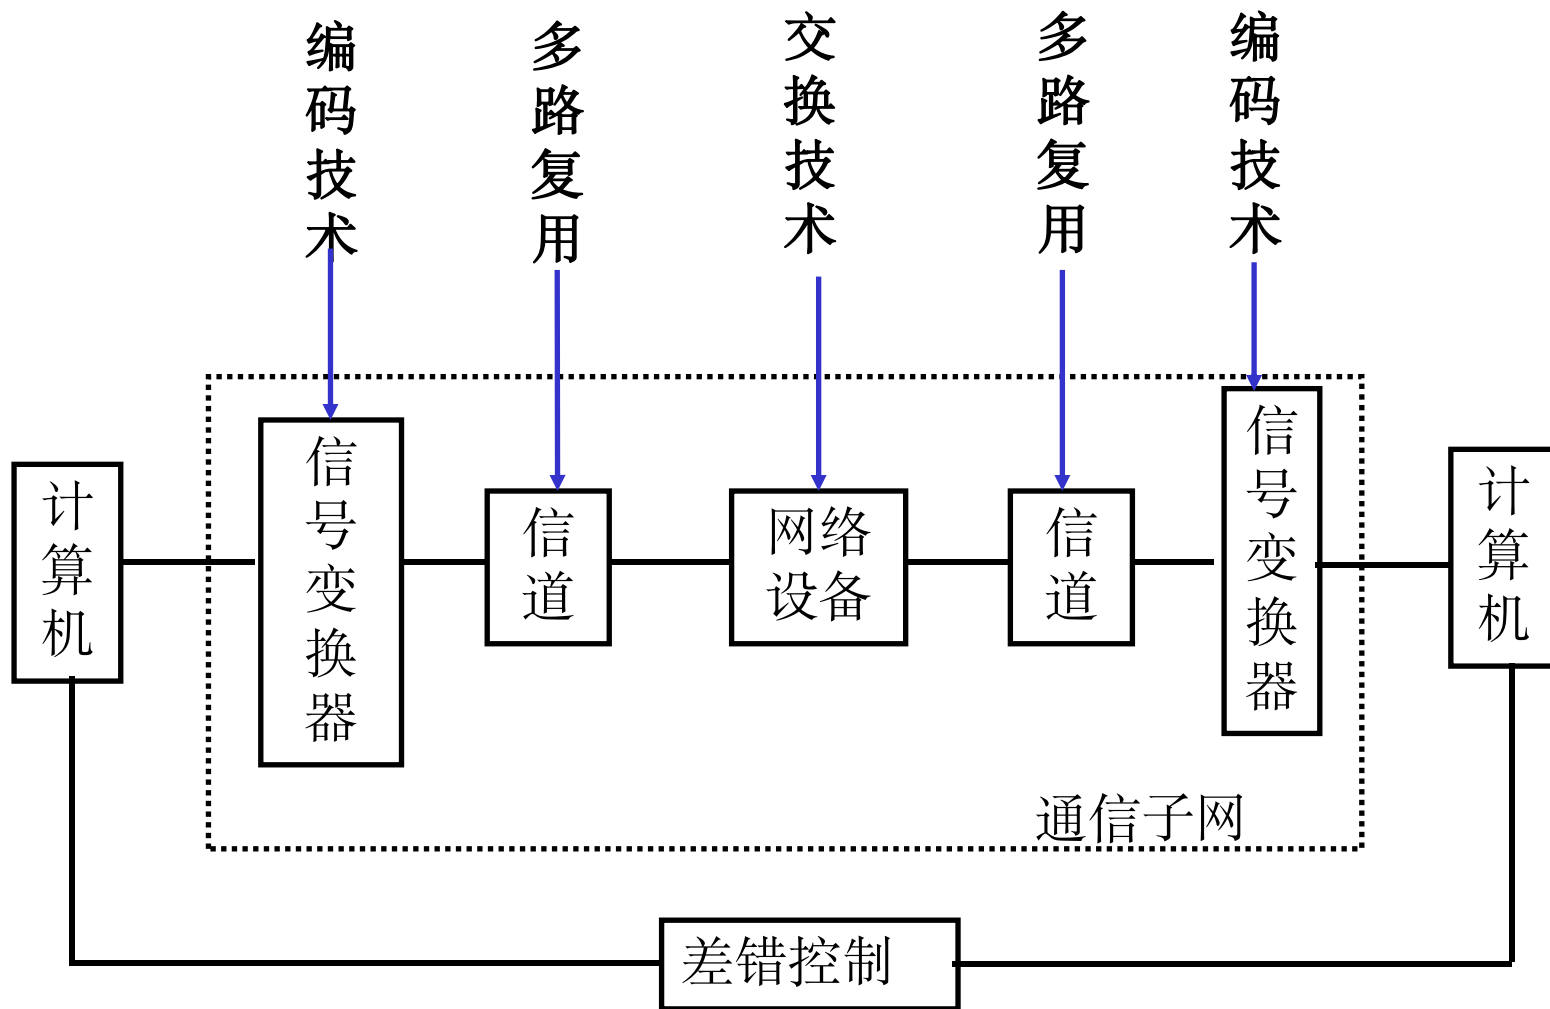 编码技术
多路复用
交换技术
多路复用
编码技术
计算机
信号变换器
信道
网络
设备
信道
信号变换器
计算机
通信子网
差错控制